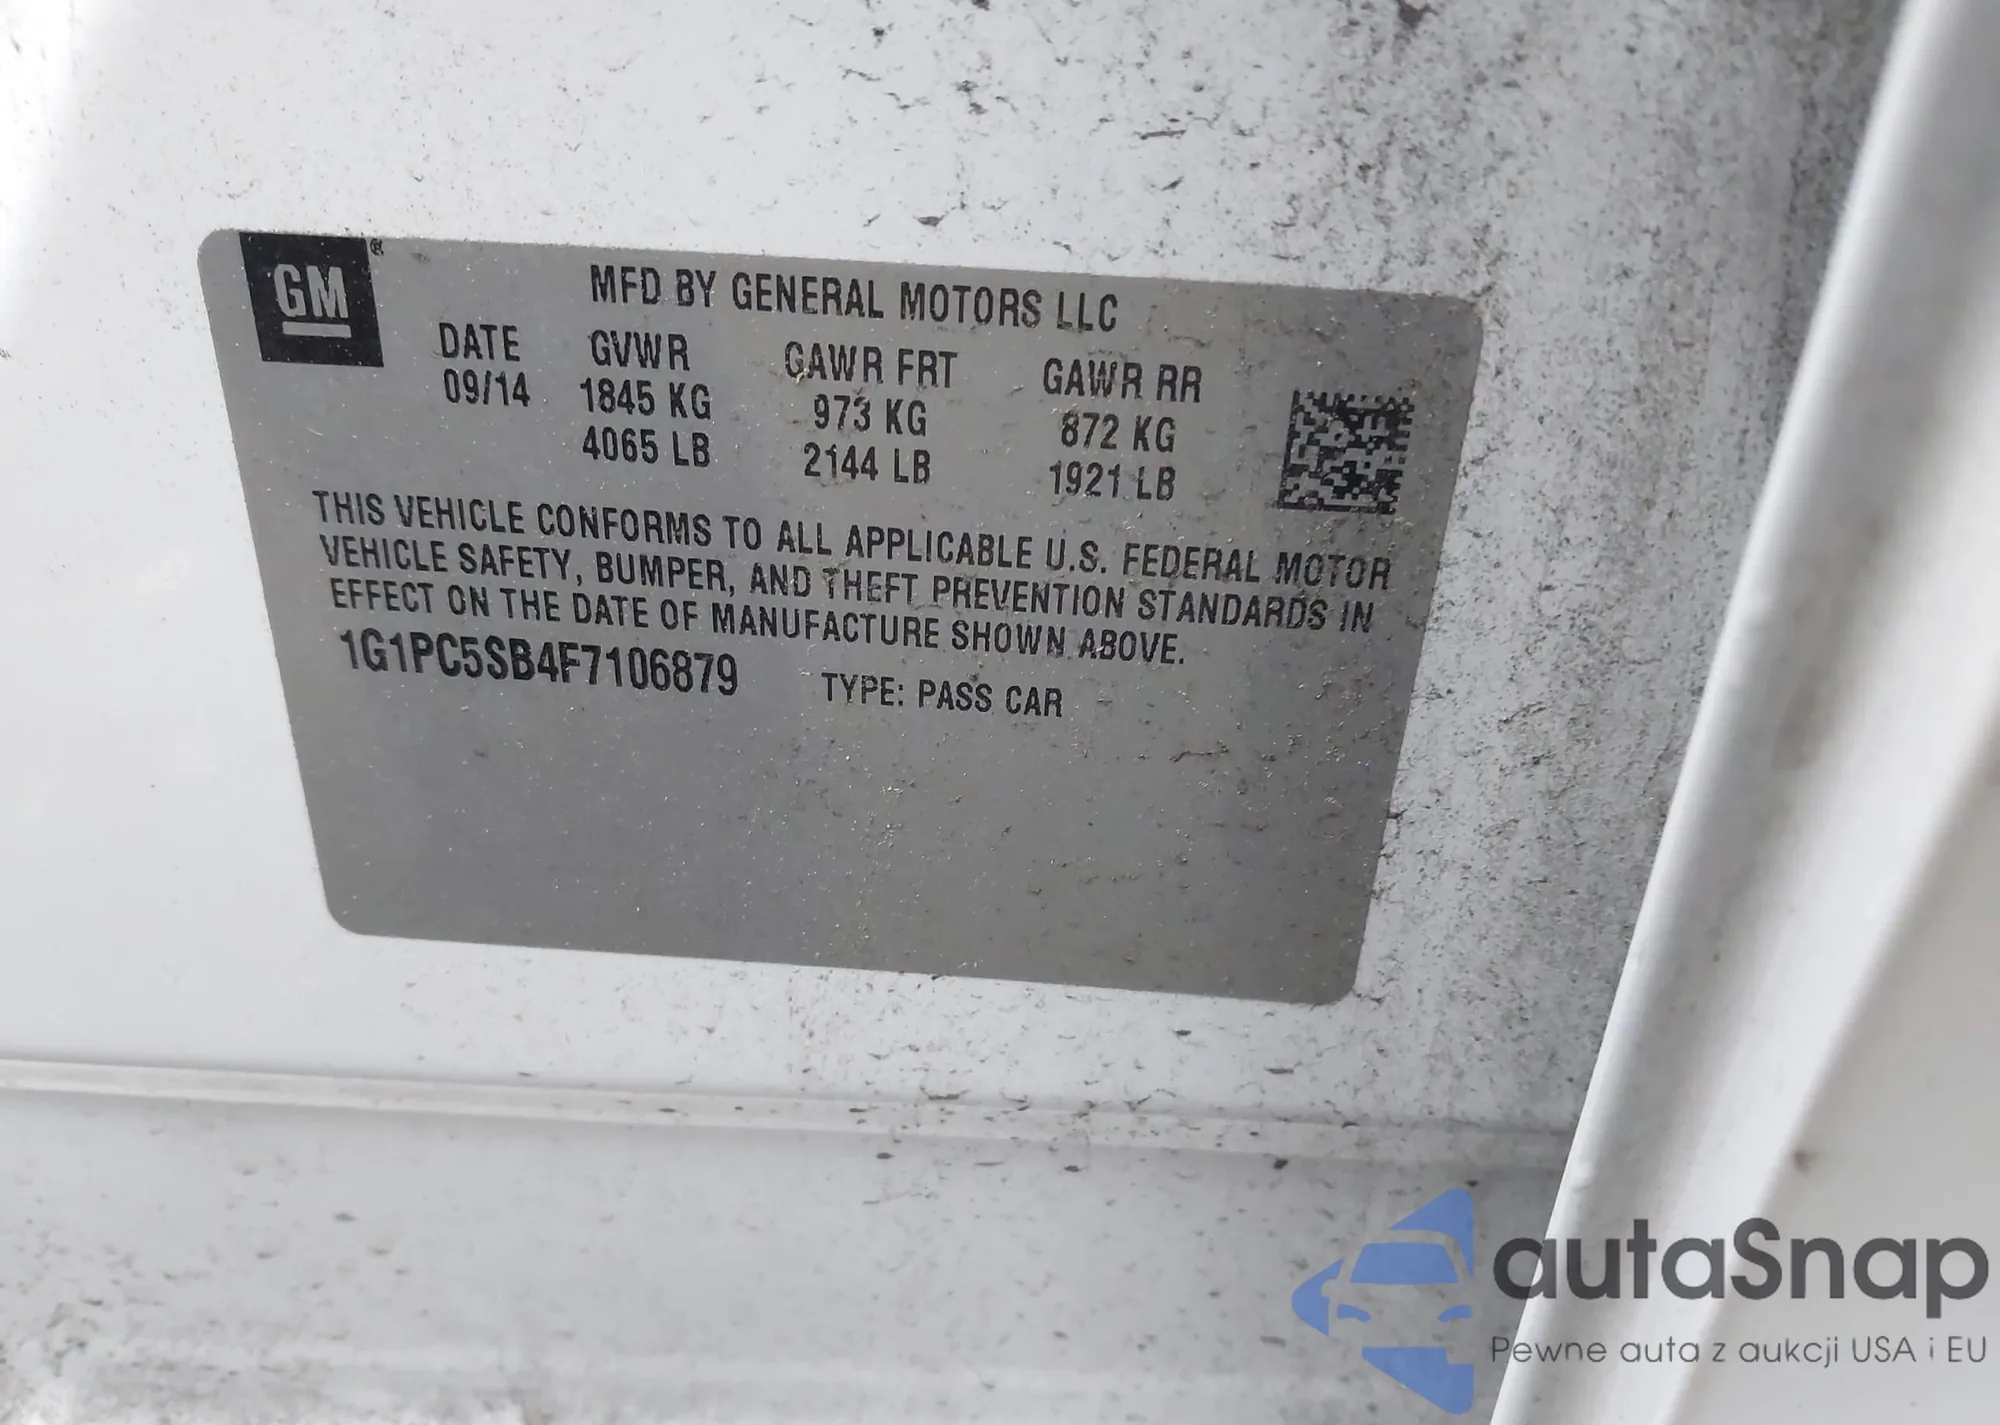 GM ®
MFD BY GENERAL MOTORS LLC
DATE GVWR GAWR FRT GAWR RR
09/14 1845 KG 973 KG 872 KG
4065 LB 2144 LB 1921 LB
THIS VEHICLE CONFORMS TO ALL APPLICABLE U.S. FEDERAL MOTOR
VEHICLE SAFETY, BUMPER, AND THEFT PREVENTION STANDARDS IN
EFFECT ON THE DATE OF MANUFACTURE SHOWN ABOVE.
1G1PC5SB4F7106879 TYPE: PASS CAR
autaSnap
Pewne auta z aukcji USA i EU